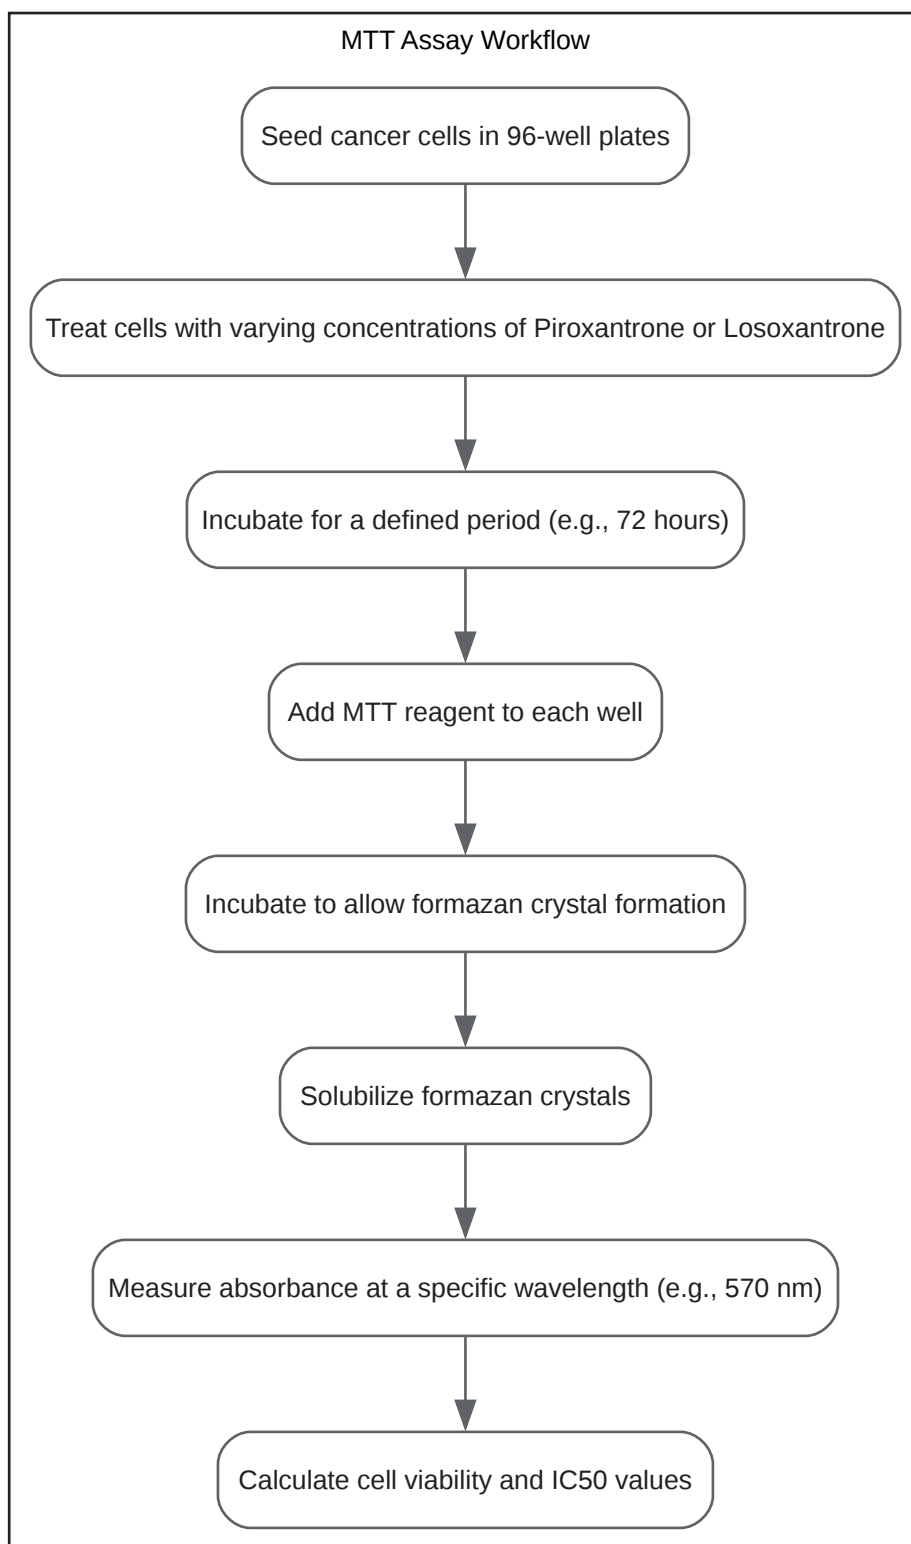 MTT Assay Workflow
Seed cancer cells in 96-well plates
Treat cells with varying concentrations of Piroxantrone or Losoxantrone
Incubate for a defined period (e.g., 72 hours)
Add MTT reagent to each well
Incubate to allow formazan crystal formation
Solubilize formazan crystals
Measure absorbance at a specific wavelength (e.g., 570 nm)
Calculate cell viability and IC50 values